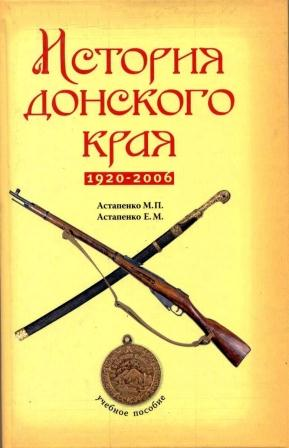 История
донского
края
1920-2006
Астапенко М.П.
Астапенко Е.М.
учебное пособие